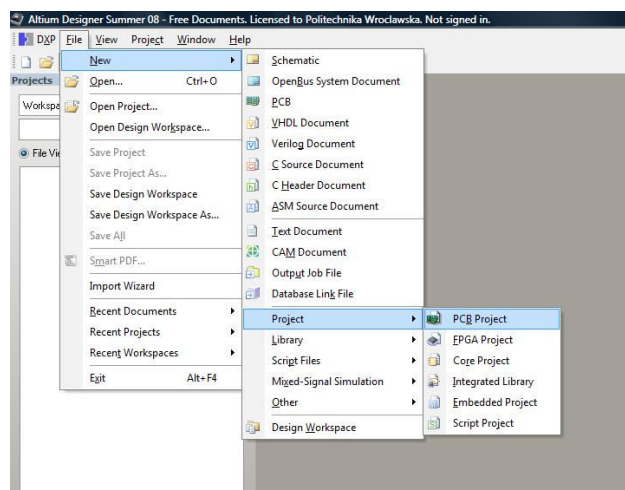 Altium Designer Summer 08 - Free Documents. Licensed to Politechnika Wroclawska. Not signed in.
DXP File View Project Window Help
Projects
Workspa
File Vie
New
Open... Ctrl+O
Open Project...
Open Design Workspace...
Save Project
Save Project As...
Save Design Workspace
Save Design Workspace As...
Save All
Smart PDF...
Import Wizard
Recent Documents
Recent Projects
Recent Workspaces
Exit Alt+F4
Schematic
OpenBus System Document
PCB
VHDL Document
Verilog Document
C Source Document
C Header Document
ASM Source Document
Text Document
CAM Document
Output Job File
Database Link File
Project
Library
Script Files
Mixed-Signal Simulation
Other
Design Workspace
PCB Project
FPGA Project
Core Project
Integrated Library
Embedded Project
Script Project